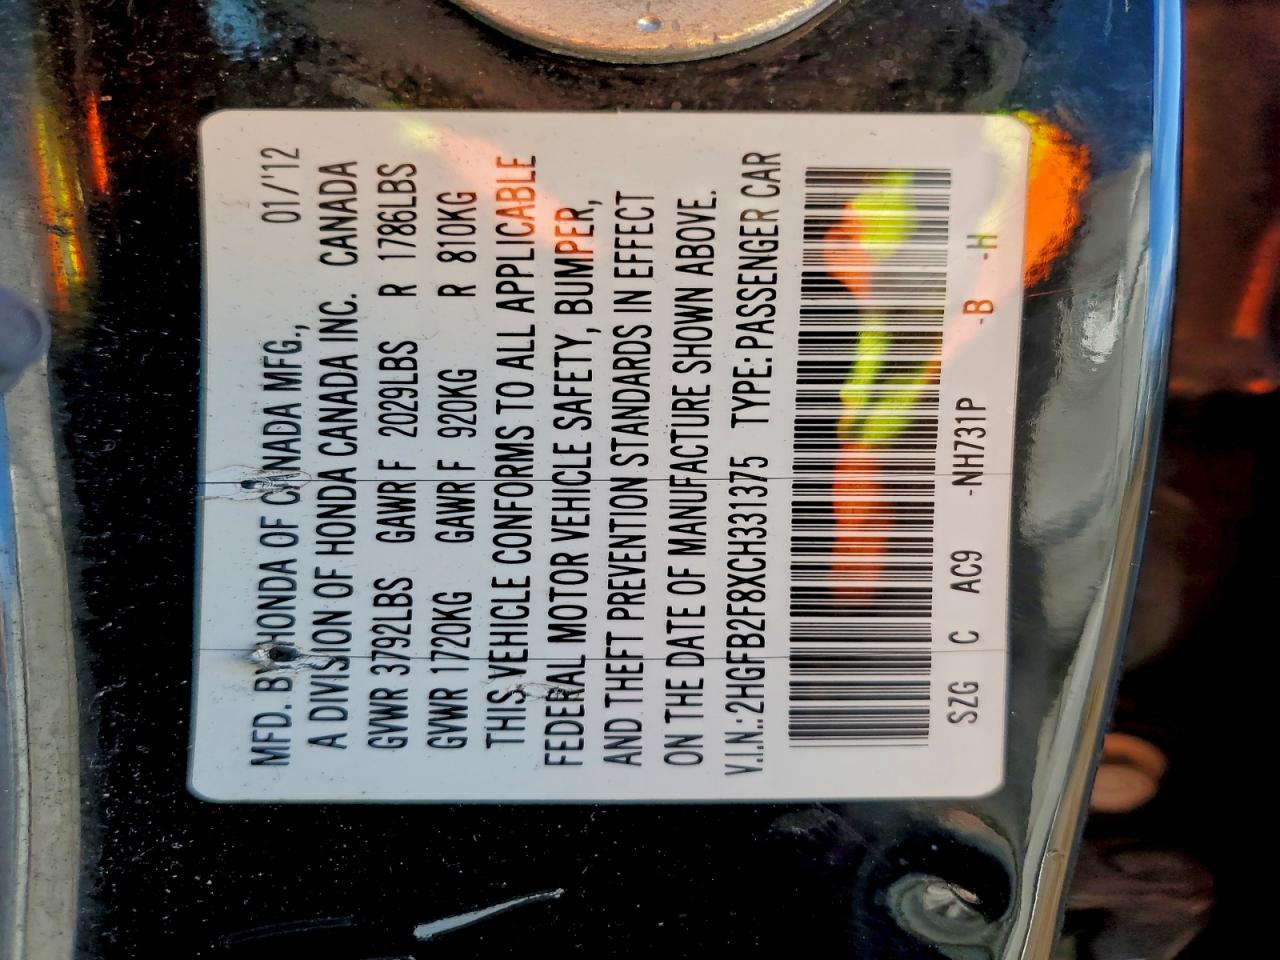 MFD. BY HONDA OF CANADA MFG., 01/'12
A DIVISION OF HONDA CANADA INC. CANADA
GVWR 3792LBS GAWR F 2029LBS R 1786LBS
GVWR 1720KG GAWR F 920KG R 810KG
THIS VEHICLE CONFORMS TO ALL APPLICABLE
FEDERAL MOTOR VEHICLE SAFETY, BUMPER,
AND THEFT PREVENTION STANDARDS IN EFFECT
ON THE DATE OF MANUFACTURE SHOWN ABOVE.
V.I.N.: 2HGFB2F8XCH331375 TYPE: PASSENGER CAR
SZG C AC9 -NH731P -B -H